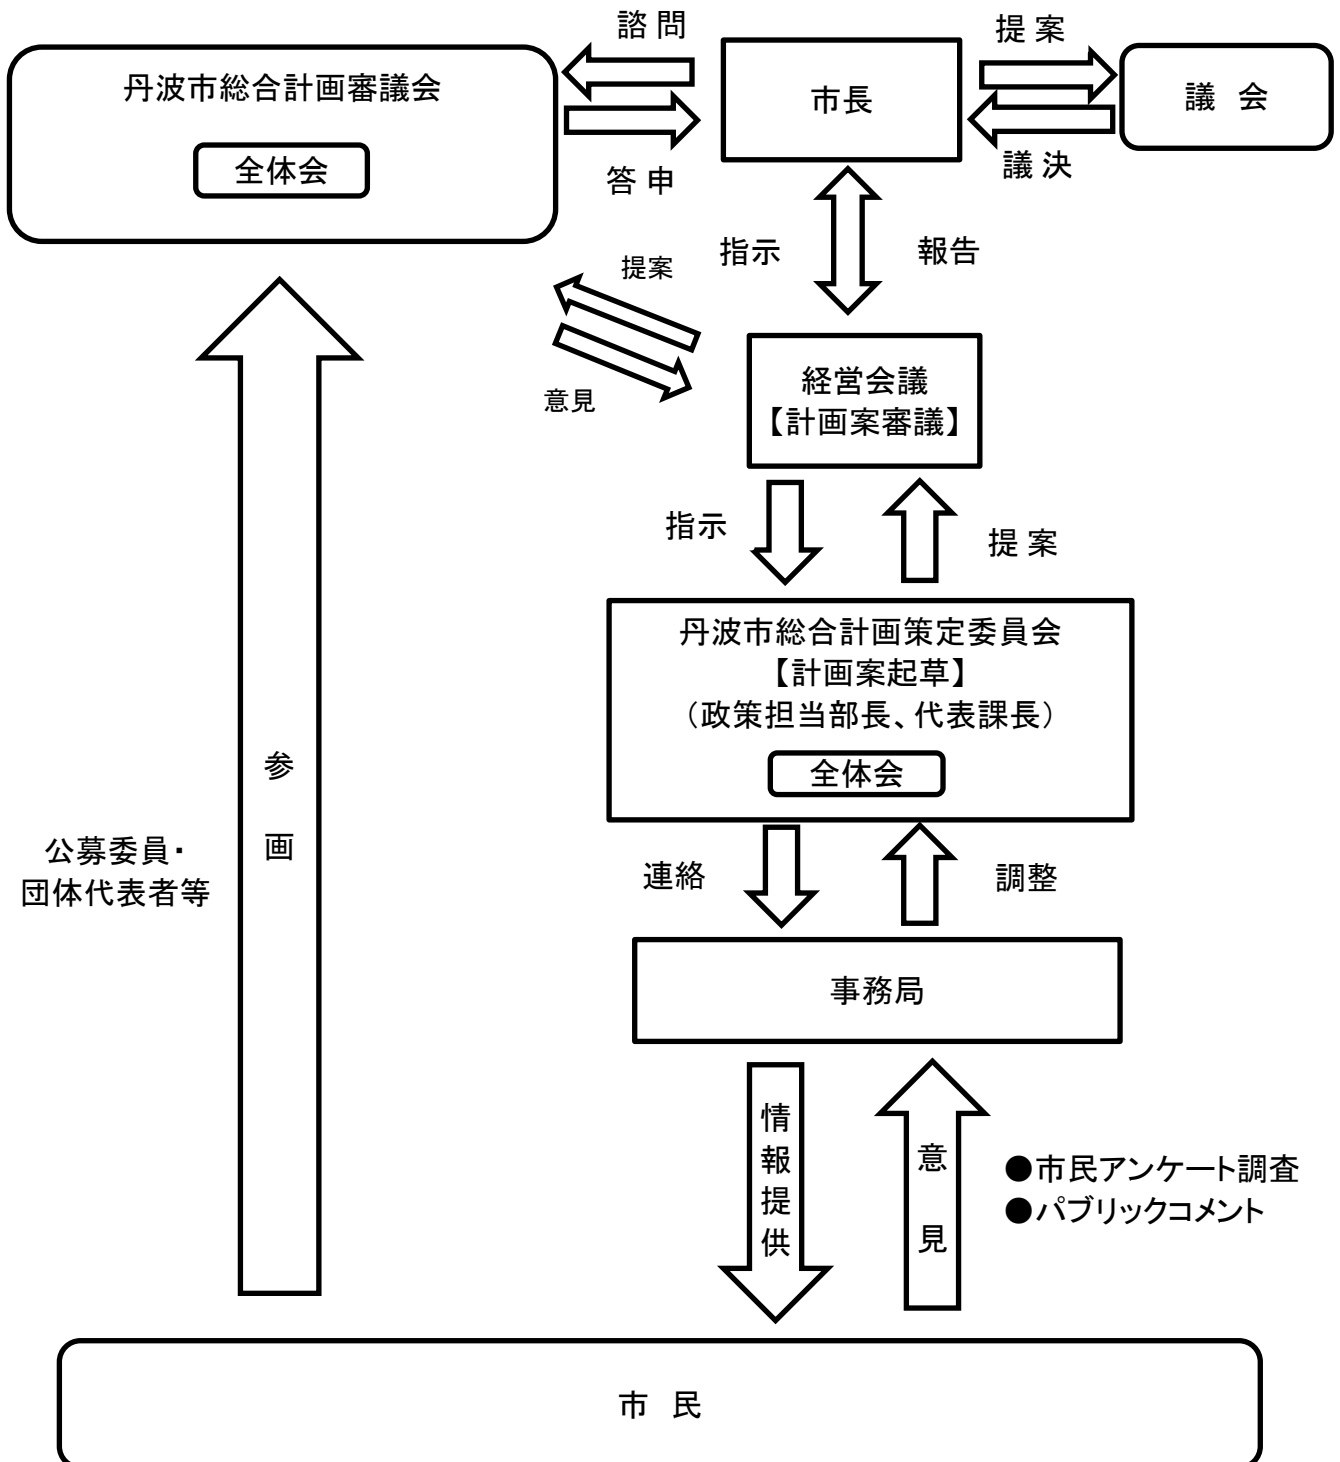 諮 問
提 案
丹波市総合計画審議会
市長
議 会
全体会
答 申
議 決
指示
報告
提案
意見
経営会議
【計画案審議】
指示
提 案
丹波市総合計画策定委員会
【計画案起草】
（政策担当部長、代表課長）
全体会
参画
公募委員・
団体代表者等
連絡
調整
事務局
情報提供
意見
●市民アンケート調査
●パブリックコメント
市 民